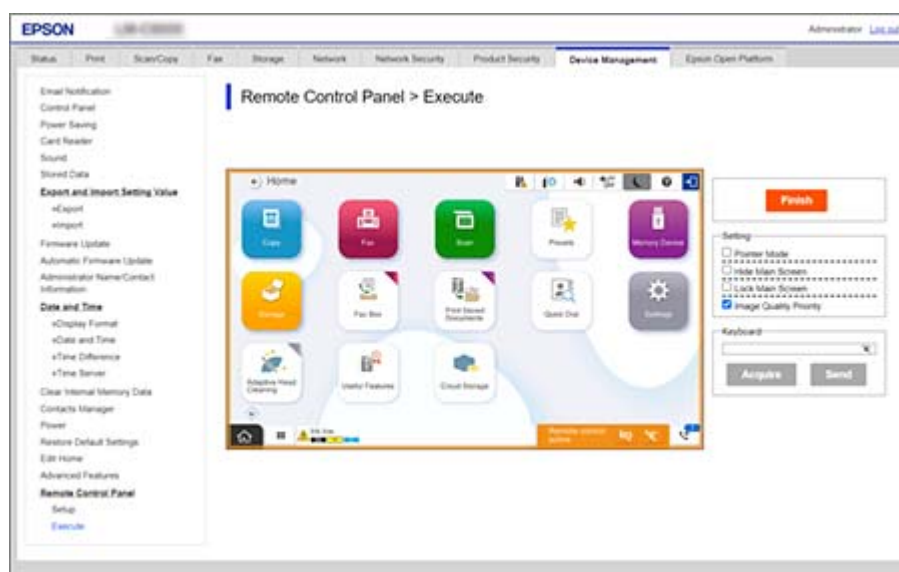 EPSON
Administrator Log out
Status Print Scan/Copy Fax Storage Network Network Security Product Security Device Management Epson Open Platform
Email Notification
Control Panel
Power Saving
Card Reader
Sound
Stored Data
Export and Import Setting Value
»Export
»Import
Firmware Update
Automatic Firmware Update
Administrator Name/Contact
Information
Date and Time
»Display Format
»Date and Time
»Time Difference
»Time Server
Clear Internal Memory Data
Contacts Manager
Power
Restore Default Settings
Edit Home
Advanced Features
Remote Control Panel
Setup
Execute
Remote Control Panel > Execute
Home
Copy Fax Scan Presets Memory Device
Storage Fax Box Print Saved Documents Quick Dial Settings
Adaptive Head Cleaning Useful Features Cloud Storage
Ink low
Remote control
active
Finish
Setting
Pointer Mode
Hide Main Screen
Lock Main Screen
Image Quality Priority
Keyboard
Acquire Send